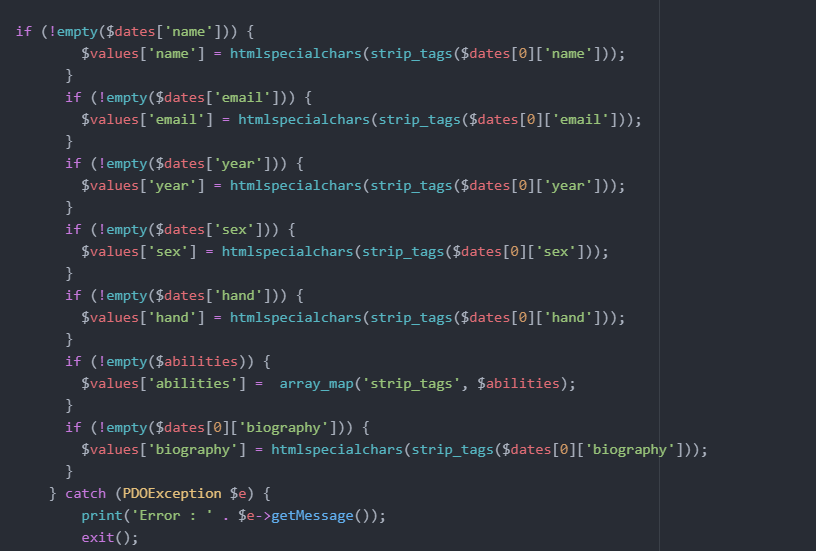 if (!empty($dates['name'])) {
$values['name'] = htmlspecialchars(strip_tags($dates[0]['name']));
}
if (!empty($dates['email'])) {
$values['email'] = htmlspecialchars(strip_tags($dates[0]['email']));
}
if (!empty($dates['year'])) {
$values['year'] = htmlspecialchars(strip_tags($dates[0]['year']));
}
if (!empty($dates['sex'])) {
$values['sex'] = htmlspecialchars(strip_tags($dates[0]['sex']));
}
if (!empty($dates['hand'])) {
$values['hand'] = htmlspecialchars(strip_tags($dates[0]['hand']));
}
if (!empty($abilities)) {
$values['abilities'] =  array_map('strip_tags', $abilities);
}
if (!empty($dates[0]['biography'])) {
$values['biography'] = htmlspecialchars(strip_tags($dates[0]['biography']));
}
} catch (PDOException $e) {
print('Error : ' . $e->getMessage());
exit();